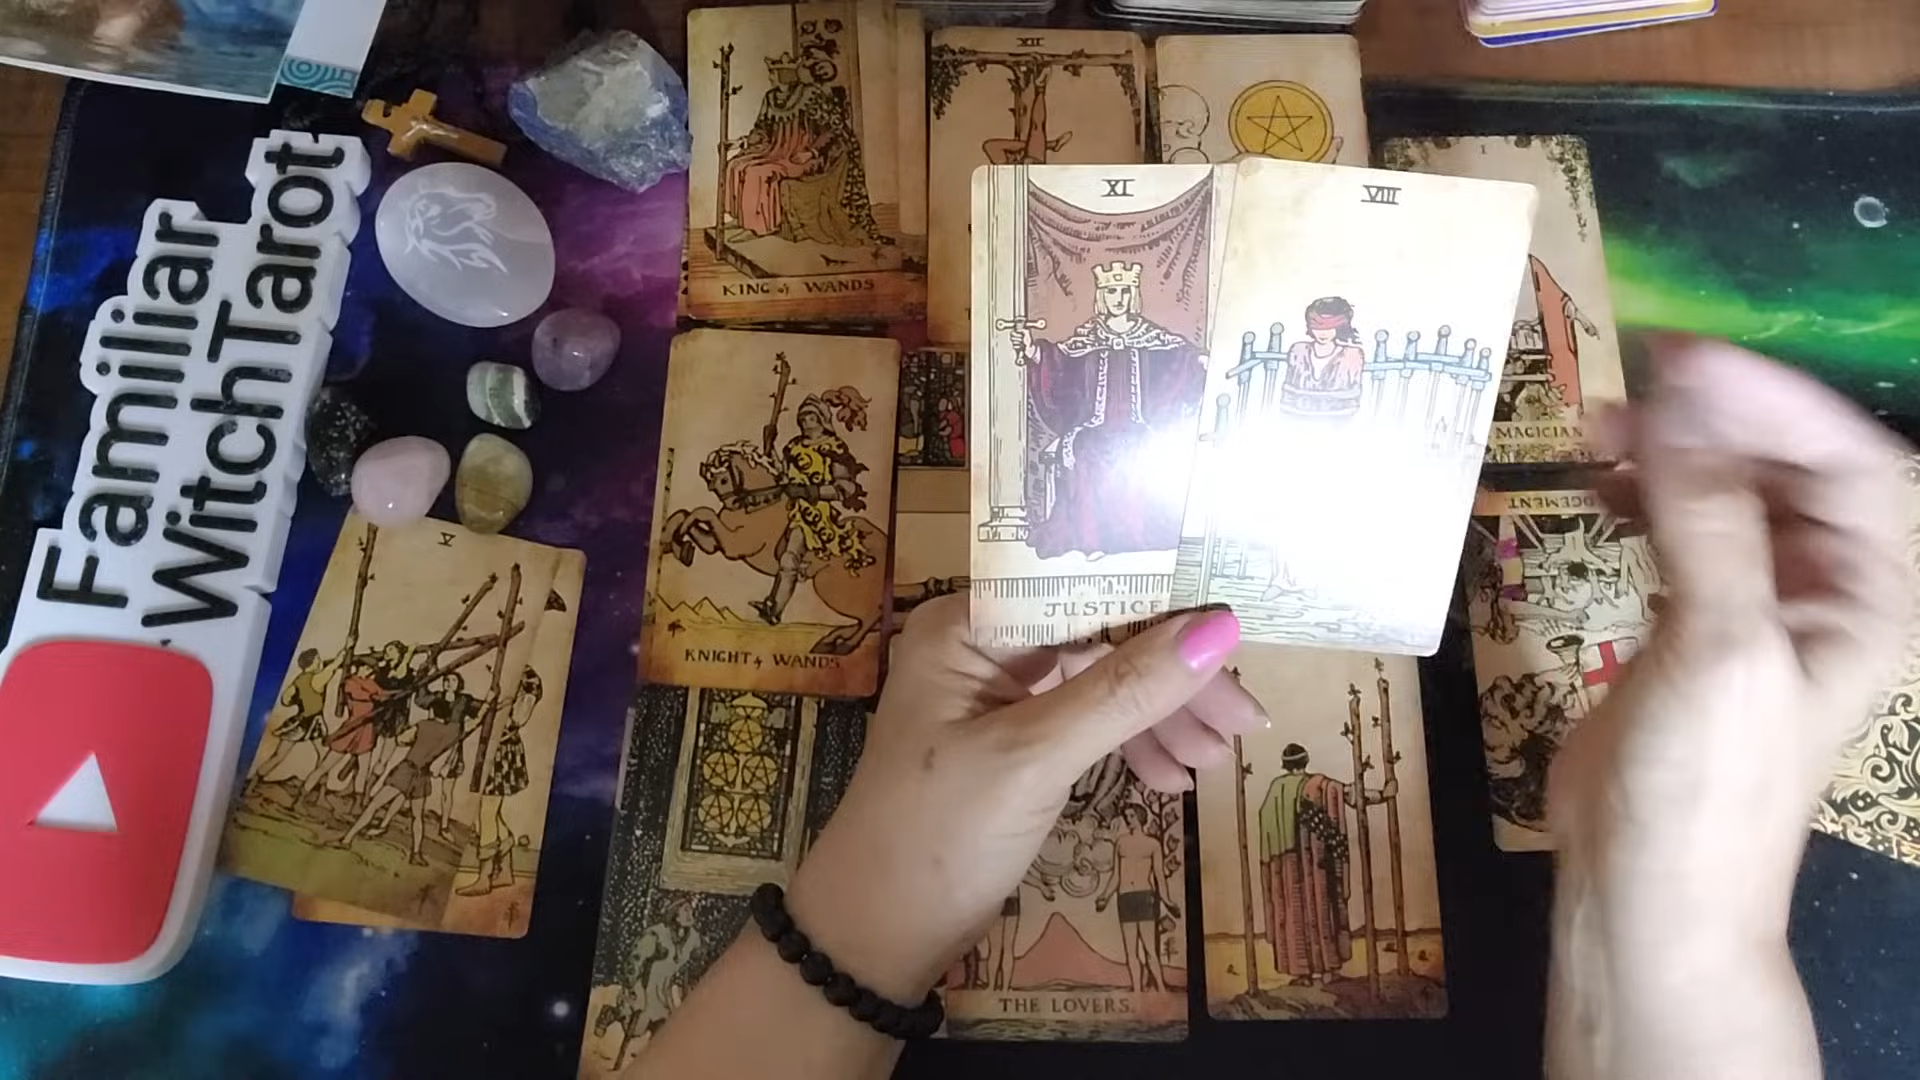 Familiar
WitchTarot
KING of WANDS
XII
I
MAGICIAN
XI
JUSTICE
VIII
KNIGHT of WANDS
V
THE LOVERS.